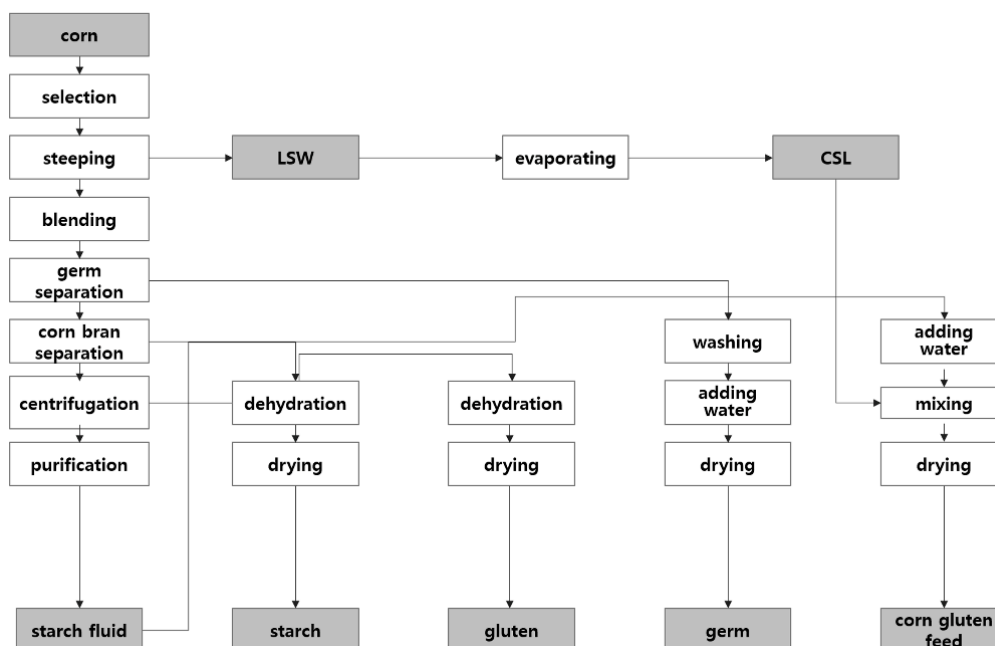 corn
selection
steeping
LSW
evaporating
CSL
blending
germ
separation
corn bran
separation
washing
adding
water
centrifugation
dehydration
dehydration
adding
water
mixing
purification
drying
drying
drying
drying
starch fluid
starch
gluten
germ
corn gluten
feed